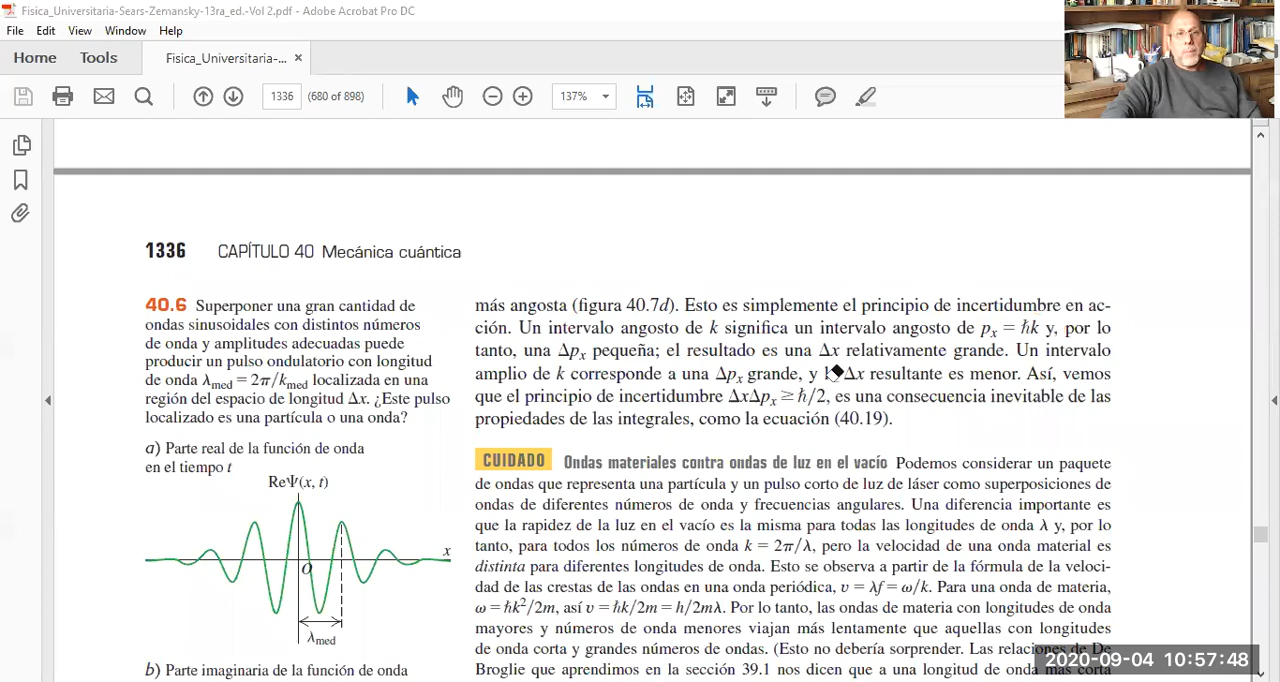 Fisica_Universitaria-Sears-Zemansky-13ra_ed.-Vol 2.pdf - Adobe Acrobat Pro DC
File Edit View Window Help
Home Tools Fisica_Universitaria-... ×
1336 (680 of 898) 137%
1336 CAPÍTULO 40 Mecánica cuántica
40.6 Superponer una gran cantidad de
ondas sinusoidales con distintos números
de onda y amplitudes adecuadas puede
producir un pulso ondulatorio con longitud
de onda λmed = 2π/kmed localizada en una
región del espacio de longitud Δx. ¿Este pulso
localizado es una partícula o una onda?
a) Parte real de la función de onda
en el tiempo t
ReΨ(x, t)
x
O
λmed
b) Parte imaginaria de la función de onda
más angosta (figura 40.7d). Esto es simplemente el principio de incertidumbre en ac-
ción. Un intervalo angosto de k significa un intervalo angosto de px = ℏk y, por lo
tanto, una Δpx pequeña; el resultado es una Δx relativamente grande. Un intervalo
amplio de k corresponde a una Δpx grande, y Δx resultante es menor. Así, vemos
que el principio de incertidumbre ΔxΔpx ≥ ℏ/2, es una consecuencia inevitable de las
propiedades de las integrales, como la ecuación (40.19).
CUIDADO Ondas materiales contra ondas de luz en el vacío Podemos considerar un paquete
de ondas que representa una partícula y un pulso corto de luz de láser como superposiciones de
ondas de diferentes números de onda y frecuencias angulares. Una diferencia importante es
que la rapidez de la luz en el vacío es la misma para todas las longitudes de onda λ y, por lo
tanto, para todos los números de onda k = 2π/λ, pero la velocidad de una onda material es
distinta para diferentes longitudes de onda. Esto se observa a partir de la fórmula de la veloci-
dad de las crestas de las ondas en una onda periódica, υ = λf = ω/k. Para una onda de materia,
ω = ℏk²/2m, así υ = ℏk/2m = h/2mλ. Por lo tanto, las ondas de materia con longitudes de onda
mayores y números de onda menores viajan más lentamente que aquellas con longitudes
de onda corta y grandes números de ondas. (Esto no debería sorprender. Las relaciones de De
Broglie que aprendimos en la sección 39.1 nos dicen que a una longitud de onda más corta
2020-09-04 10:57:48